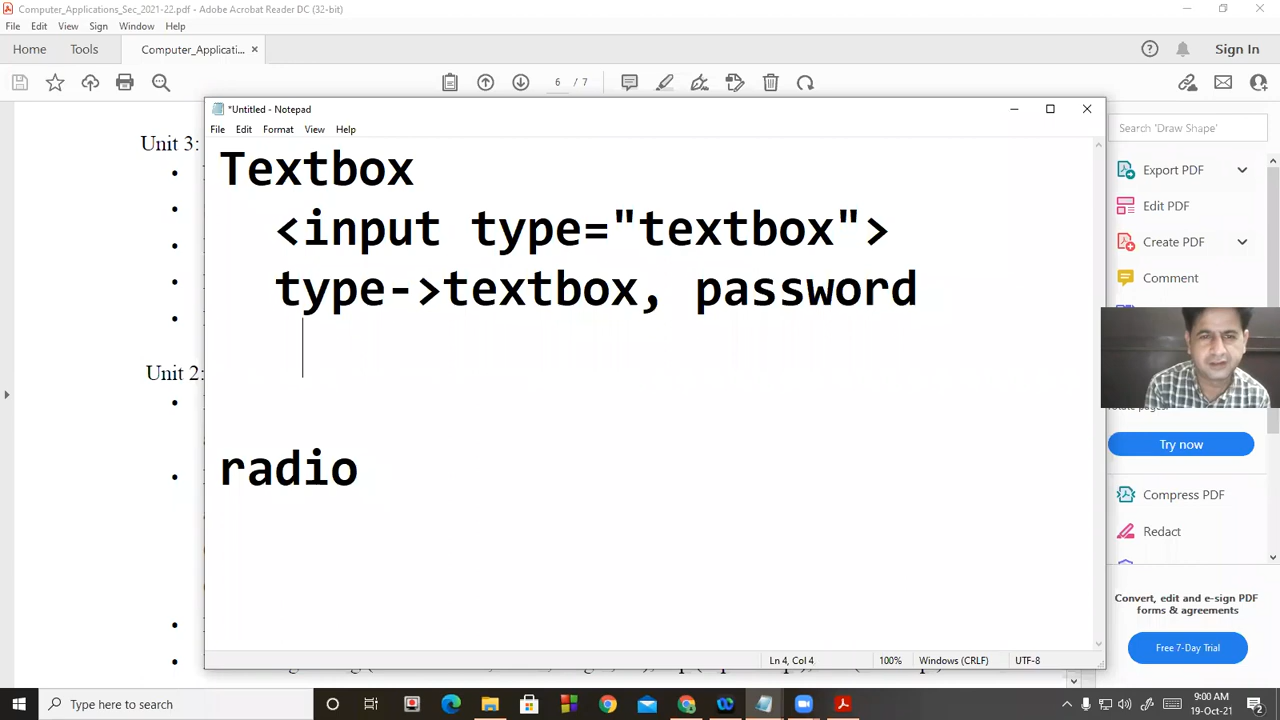 Computer_Applications_Sec_2021-22.pdf - Adobe Acrobat Reader DC (32-bit)
File Edit View Sign Window Help
Home Tools Computer_Applicati... × Sign In
6 / 7
*Untitled - Notepad
File Edit Format View Help
Textbox
<input type="textbox">
type->textbox, password
radio
Ln 4, Col 4 100% Windows (CRLF) UTF-8
Unit 3:
Unit 2:
Search 'Draw Shape'
Export PDF
Edit PDF
Create PDF
Comment
Try now
Compress PDF
Redact
Convert, edit and e-sign PDF
forms & agreements
Free 7-Day Trial
Type here to search
9:00 AM
19-Oct-21
2